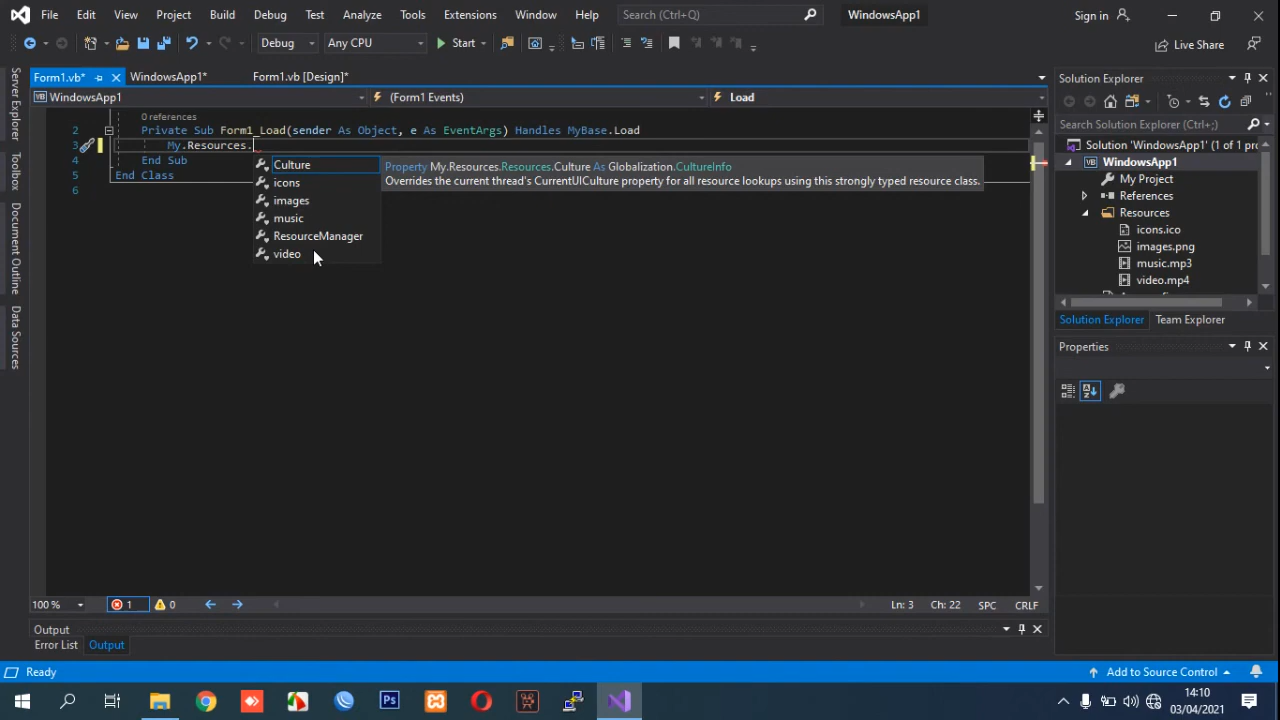 File Edit View Project Build Debug Test Analyze Tools Extensions Window Help Search (Ctrl+Q) WindowsApp1 Sign in
Debug Any CPU Start Live Share
Form1.vb* WindowsApp1* Form1.vb [Design]* Solution Explorer
WindowsApp1 (Form1 Events) Load
Server Explorer
Toolbox
Document Outline
Data Sources
0 references
2 Private Sub Form1_Load(sender As Object, e As EventArgs) Handles MyBase.Load
3 My.Resources.
4 End Sub
5 End Class
6
Culture
icons
images
music
ResourceManager
video
Property My.Resources.Resources.Culture As Globalization.CultureInfo
Overrides the current thread's CurrentUICulture property for all resource lookups using this strongly typed resource class.
Search Solution Explorer (Ctrl+;)
Solution 'WindowsApp1' (1 of 1 pr
WindowsApp1
My Project
References
Resources
icons.ico
images.png
music.mp3
video.mp4
Solution Explorer Team Explorer
Properties
100 % 1 0 Ln: 3 Ch: 22 SPC CRLF
Output
Error List Output
Ready Add to Source Control
14:10
03/04/2021